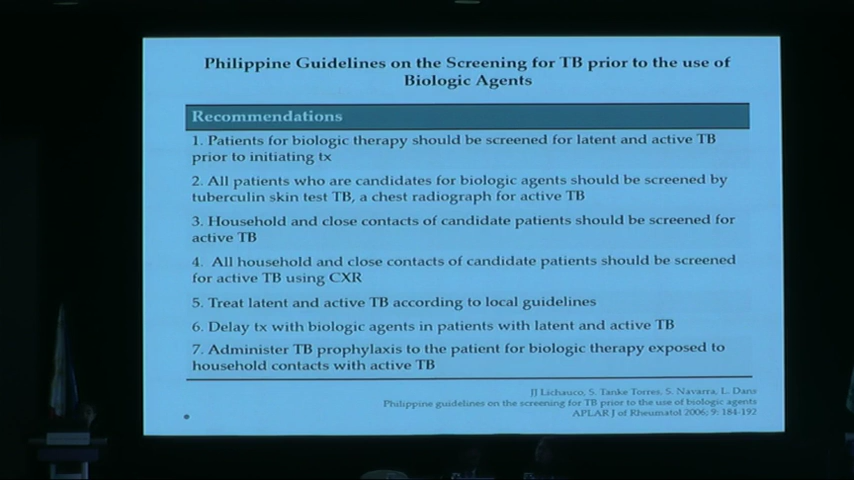 Philippine Guidelines on the Screening for TB prior to the use of
Biologic Agents
Recommendations
1. Patients for biologic therapy should be screened for latent and active TB
prior to initiating tx
2. All patients who are candidates for biologic agents should be screened by
tuberculin skin test TB, a chest radiograph for active TB
3. Household and close contacts of candidate patients should be screened for
active TB
4. All household and close contacts of candidate patients should be screened
for active TB using CXR
5. Treat latent and active TB according to local guidelines
6. Delay tx with biologic agents in patients with latent and active TB
7. Administer TB prophylaxis to the patient for biologic therapy exposed to
household contacts with active TB
JJ Lichauco, S. Tanke Torres, S. Navarra, L. Dans
Philippine guidelines on the screening for TB prior to the use of biologic agents
APLAR J of Rheumatol 2006; 9: 184-192